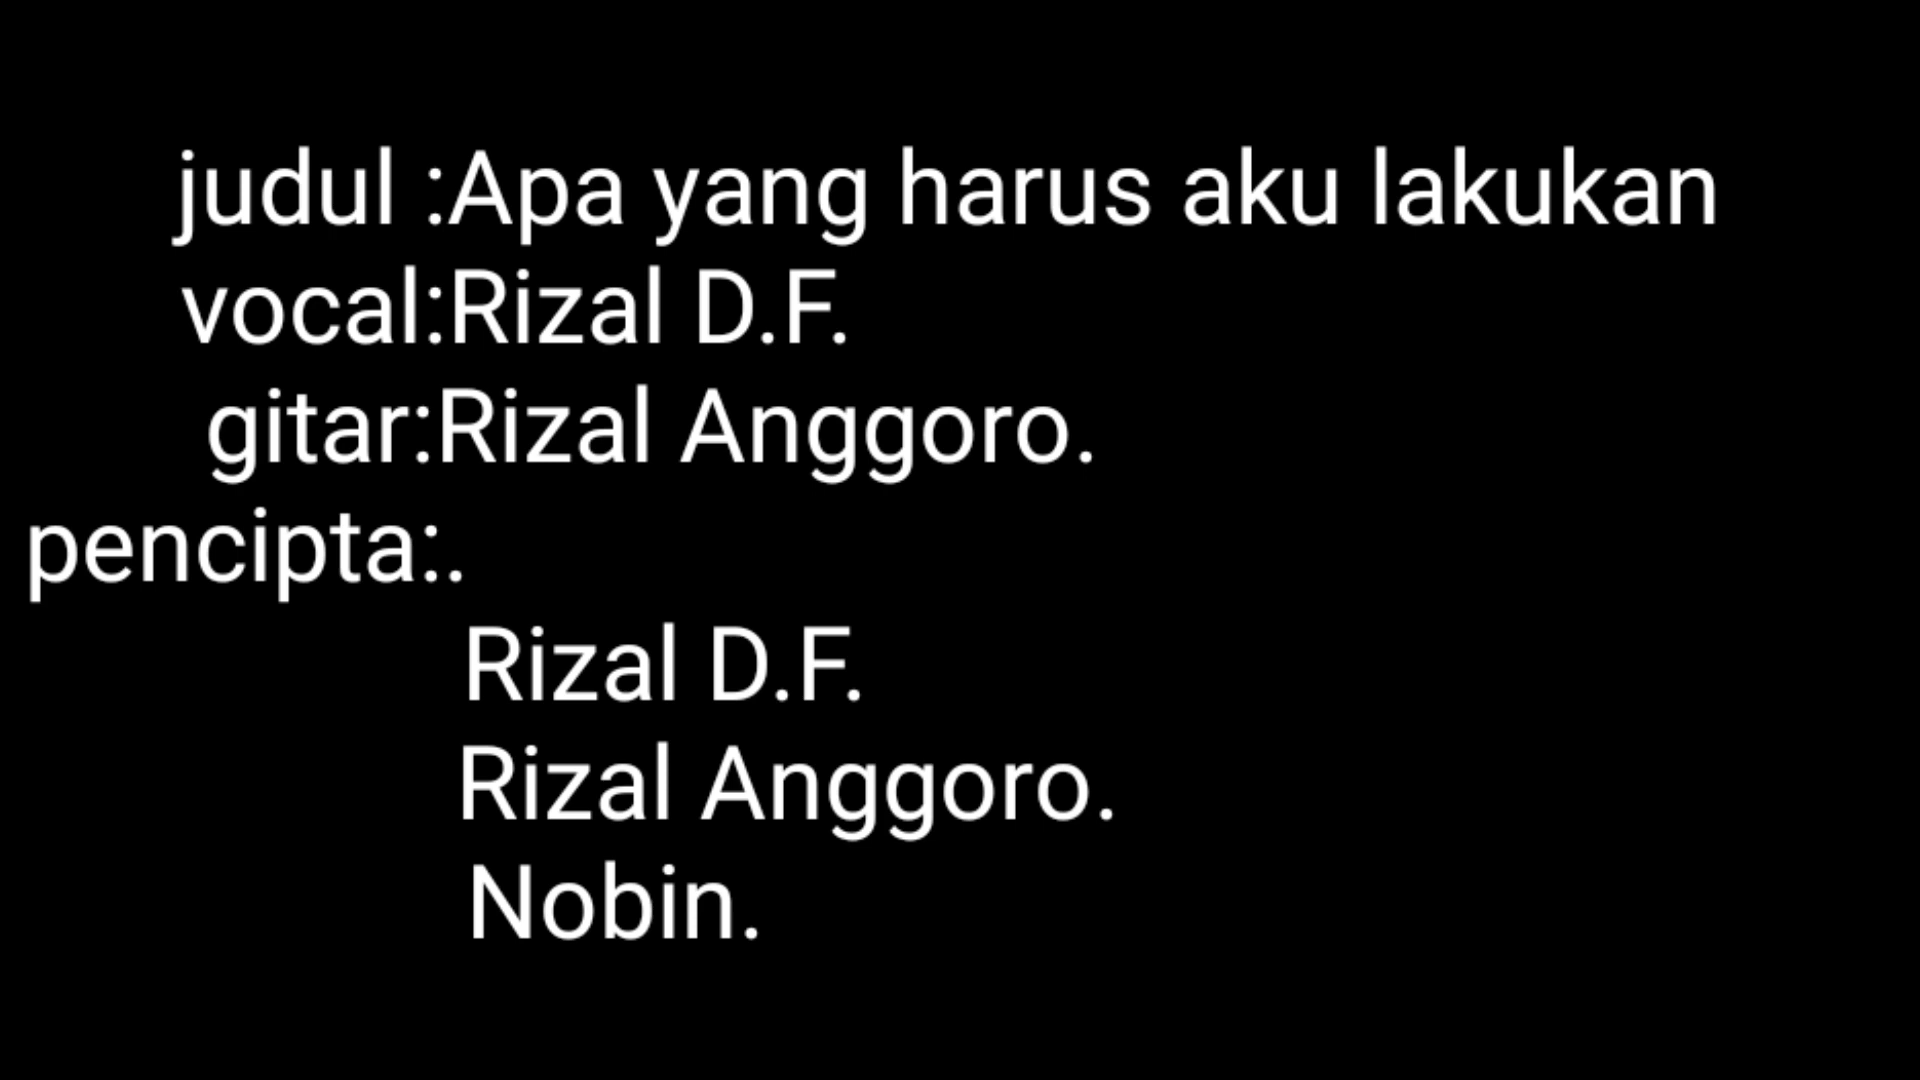 judul :Apa yang harus aku lakukan
vocal:Rizal D.F.
gitar:Rizal Anggoro.
pencipta:.
Rizal D.F.
Rizal Anggoro.
Nobin.